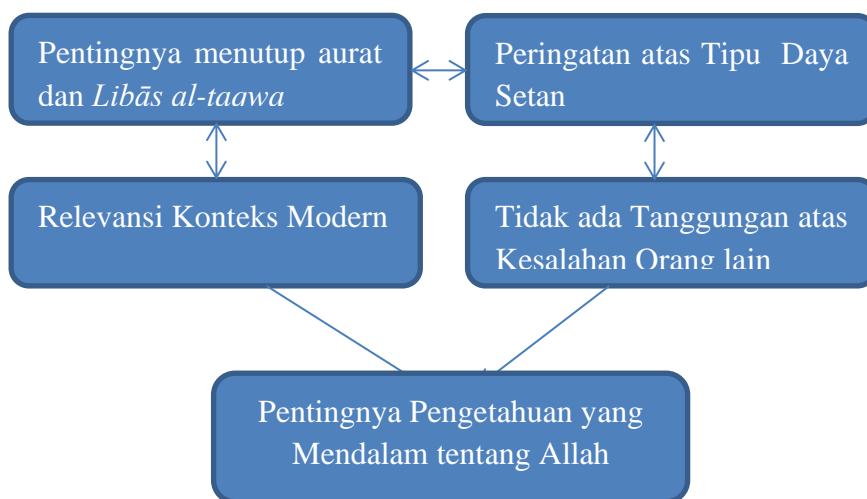 Pentingnya menutup aurat
dan Libās al-taawa
Peringatan atas Tipu Daya
Setan
Relevansi Konteks Modern
Tidak ada Tanggungan atas
Kesalahan Orang lain
Pentingnya Pengetahuan yang
Mendalam tentang Allah